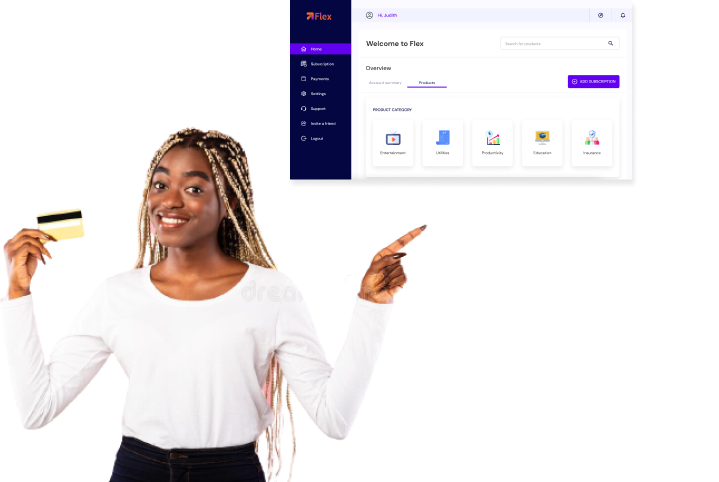 Flex
Hi, Judith
Home
Subscription
Payments
Settings
Support
Invite a friend
Logout
Welcome to Flex
Search for products
Overview
Account summary
Products
ADD SUBSCRIPTION
PRODUCT CATEGORY
Entertainment
Utilities
Productivity
Education
Insurance